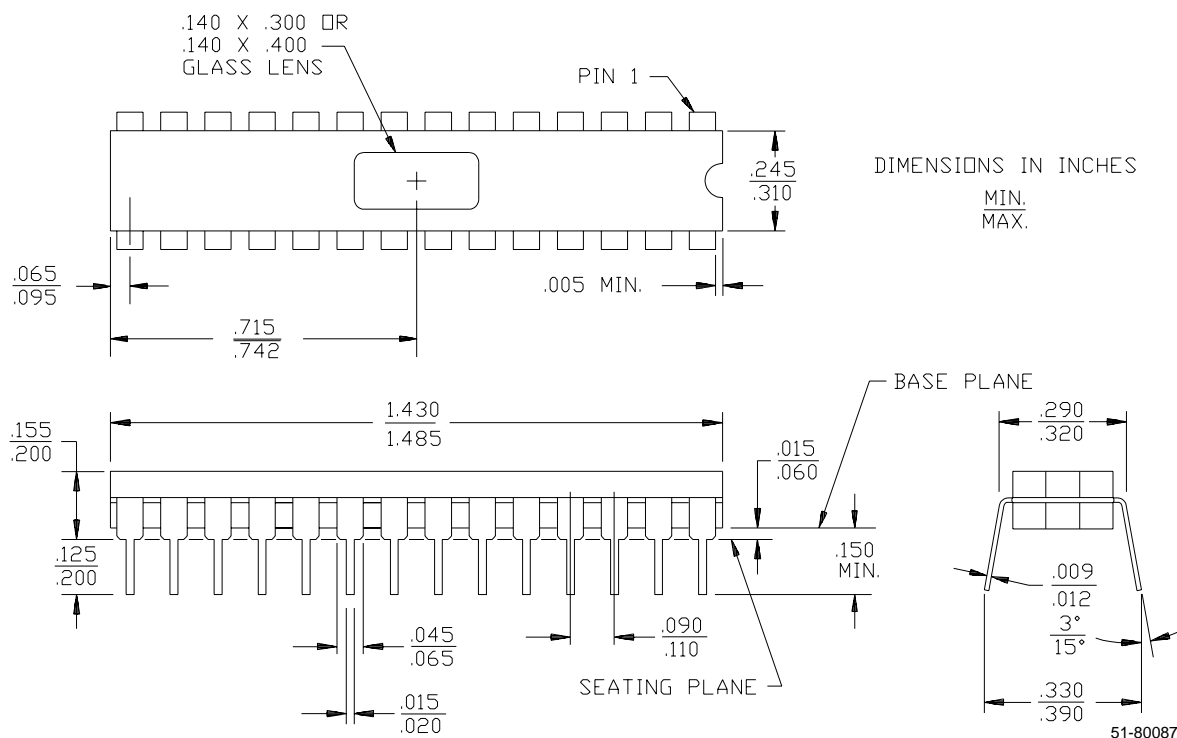 .140 X .300 OR
.140 X .400
GLASS LENS
PIN 1
.245
.310
DIMENSIONS IN INCHES
MIN.
MAX.
.065
.095
.005 MIN.
.715
.742
BASE PLANE
1.430
1.485
.290
.320
.155
.200
.015
.060
.125
.200
.150
MIN.
.009
.012
3°
15°
.045
.065
.090
.110
SEATING PLANE
.015
.020
.330
.390
51-80087